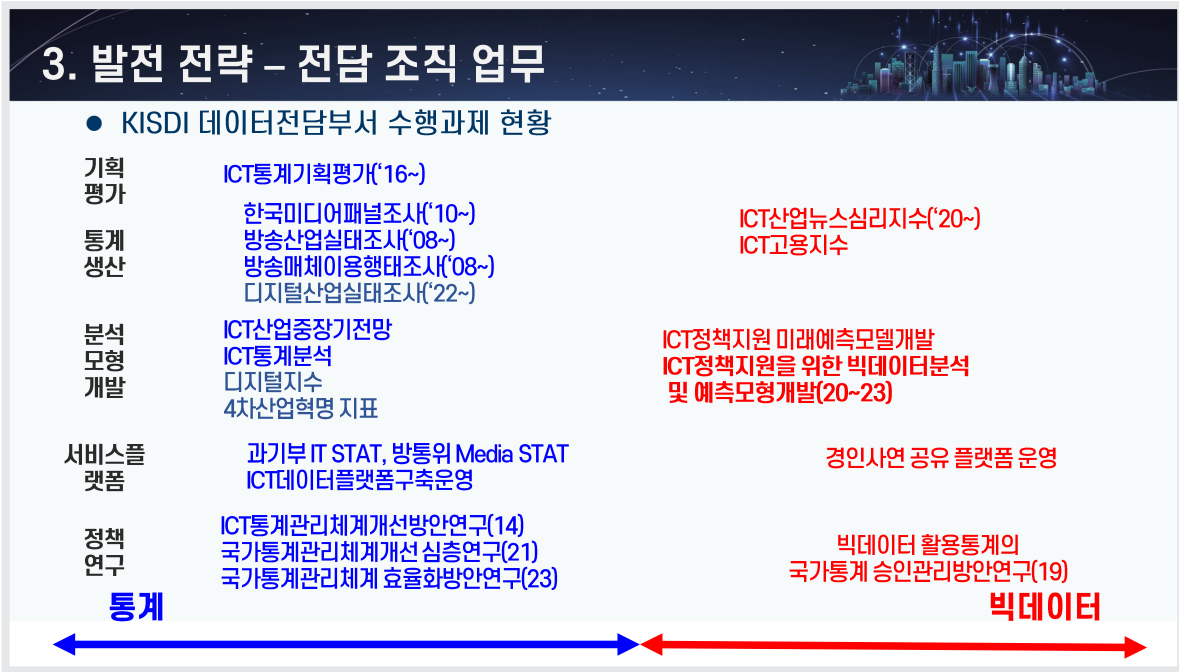 3. 발전 전략 – 전담 조직 업무
● KISDI 데이터전담부서 수행과제 현황
기획
평가
ICT통계기획평가(‘16~)
통계
생산
한국미디어패널조사(‘10~)
방송산업실태조사(‘08~)
방송매체이용행태조사(‘08~)
디지털산업실태조사(‘22~)
ICT산업뉴스심리지수(‘20~)
ICT고용지수
분석
모형
개발
ICT산업중장기전망
ICT통계분석
디지털지수
4차산업혁명 지표
ICT정책지원 미래예측모델개발
ICT정책지원을 위한 빅데이터분석
및 예측모형개발(20~23)
서비스플
랫폼
과기부 IT STAT, 방통위 Media STAT
ICT데이터플랫폼구축운영
경인사연 공유 플랫폼 운영
정책
연구
ICT통계관리체계개선방안연구(14)
국가통계관리체계개선 심층연구(21)
국가통계관리체계 효율화방안연구(23)
빅데이터 활용통계의
국가통계 승인관리방안연구(19)
통계
빅데이터